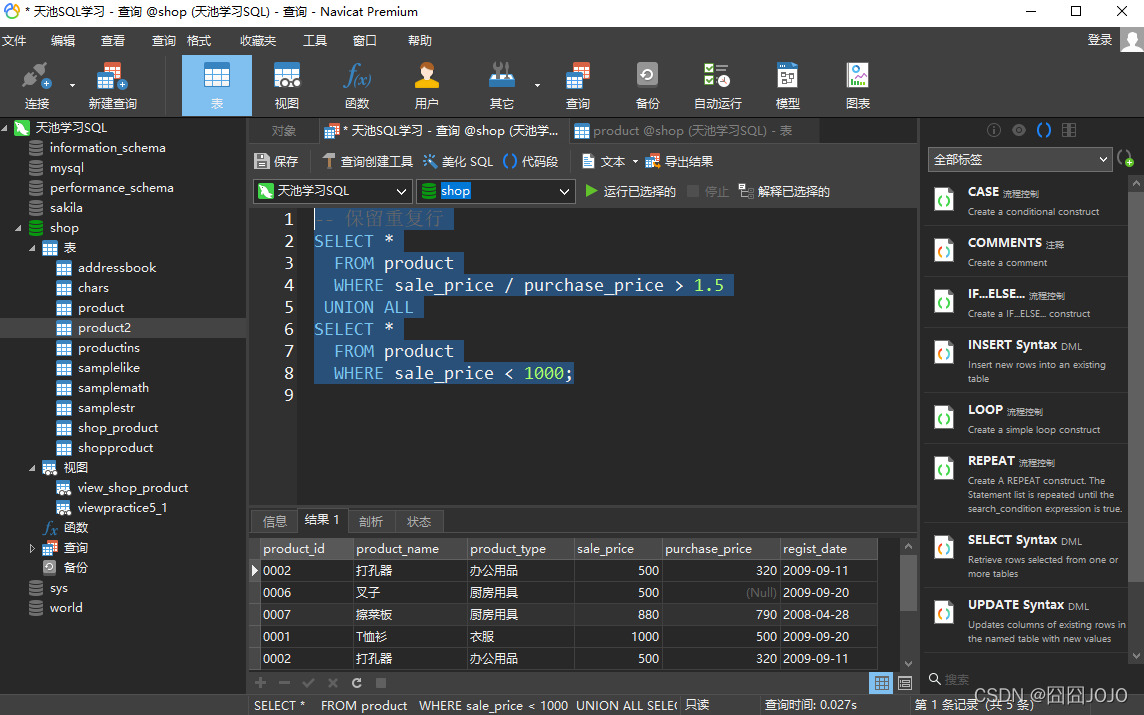 * 天池SQL学习 - 查询 @shop (天池学习SQL) - 查询 - Navicat Premium
文件 编辑 查看 查询 格式 收藏夹 工具 窗口 帮助 登录
连接 新建查询 表 视图 函数 用户 其它 查询 备份 自动运行 模型 图表
天池学习SQL
information_schema
mysql
performance_schema
sakila
shop
表
addressbook
chars
product
product2
productins
samplelike
samplemath
samplestr
shop_product
shopproduct
视图
view_shop_product
viewpractice5_1
函数
查询
备份
sys
world
对象 * 天池SQL学习 - 查询 @shop (天池学... product @shop (天池学习SQL) - 表
保存 查询创建工具 美化 SQL 代码段 文本 导出结果
天池学习SQL shop 运行已选择的 停止 解释已选择的
1 -- 保留重复行
2 SELECT *
3 FROM product
4 WHERE sale_price / purchase_price > 1.5
5 UNION ALL
6 SELECT *
7 FROM product
8 WHERE sale_price < 1000;
9
信息 结果 1 剖析 状态
product_id product_name product_type sale_price purchase_price regist_date
0002 打孔器 办公用品 500 320 2009-09-11
0006 叉子 厨房用具 500 (Null) 2009-09-20
0007 擦菜板 厨房用具 880 790 2008-04-28
0001 T恤衫 衣服 1000 500 2009-09-20
0002 打孔器 办公用品 500 320 2009-09-11
SELECT * FROM product WHERE sale_price < 1000 UNION ALL SELE 只读 查询时间: 0.027s 第 1 条记录 (共 5 条)
全部标签
CASE 流程控制
Create a conditional construct
COMMENTS 注释
Create a comment
IF...ELSE... 流程控制
Create a IF...ELSE... construct
INSERT Syntax DML
Insert new rows into an existing
table
LOOP 流程控制
Create a simple loop construct
REPEAT 流程控制
Create A REPEAT construct. The
Statement list is repeated until the
search_condition expression is true.
SELECT Syntax DML
Retrieve rows selected from one or
more tables
UPDATE Syntax DML
Updates columns of existing rows in
the named table with new values
搜索
CSDN @囧囧JOJO